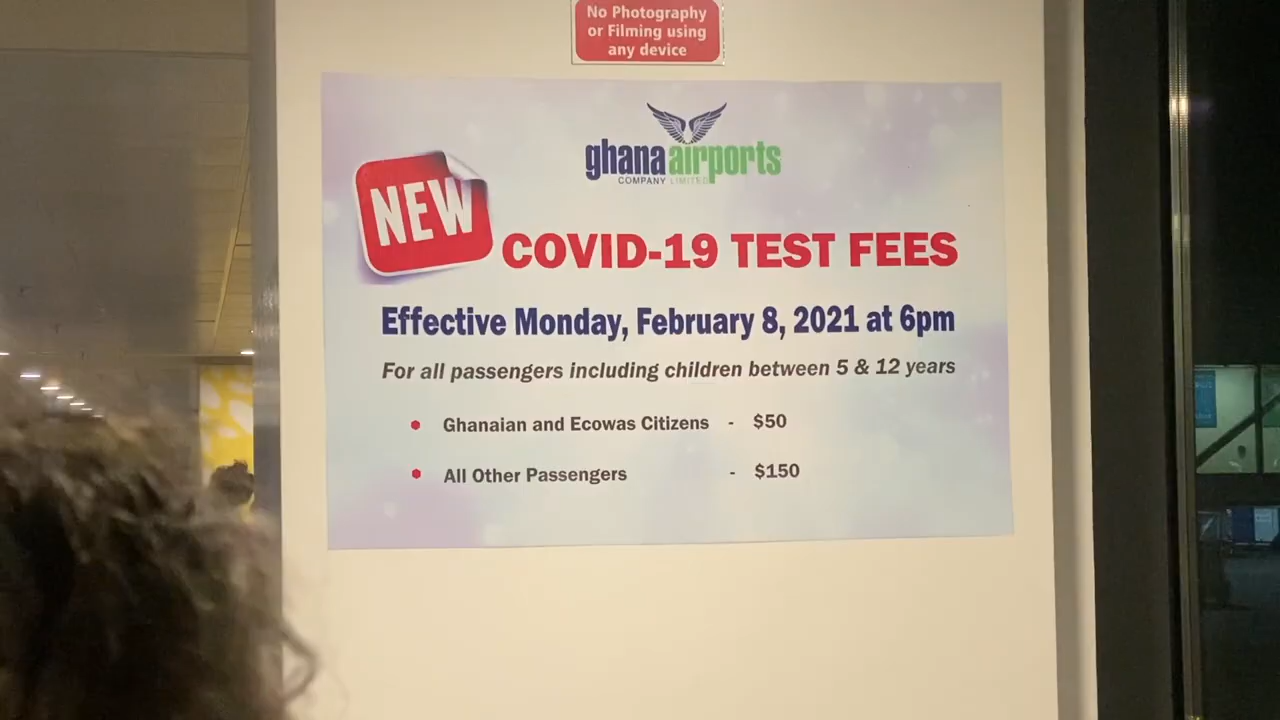 No Photography
or Filming using
any device
ghana airports
COMPANY LIMITED
NEW
COVID-19 TEST FEES
Effective Monday, February 8, 2021 at 6pm
For all passengers including children between 5 & 12 years
Ghanaian and Ecowas Citizens - $50
All Other Passengers - $150